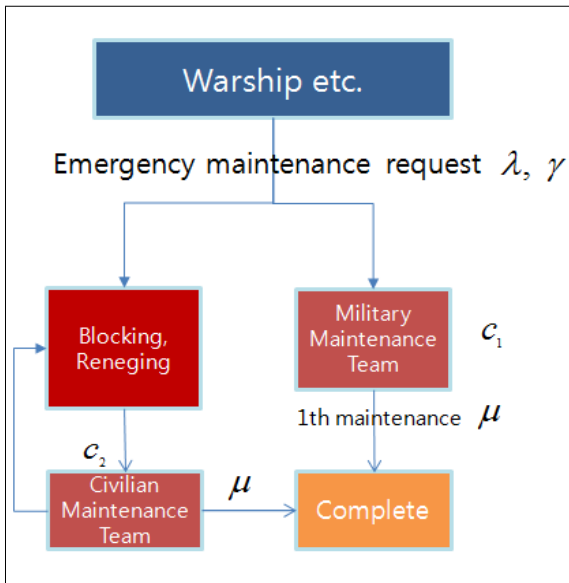 Warship etc.
Emergency maintenance request λ, γ
Blocking,
Reneging
Military
Maintenance
Team
c₁
1th maintenance μ
c₂
Civilian
Maintenance
Team
μ
Complete